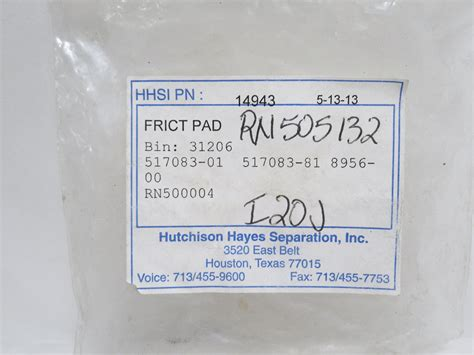 HHSI PN : 14943 5-13-13
FRICT PAD RN505132
Bin: 31206
517083-01 517083-81 8956-
00
RN500004
I20J
Hutchison Hayes Separation, Inc.
3520 East Belt
Houston, Texas 77015
Voice: 713/455-9600 Fax: 713/455-7753